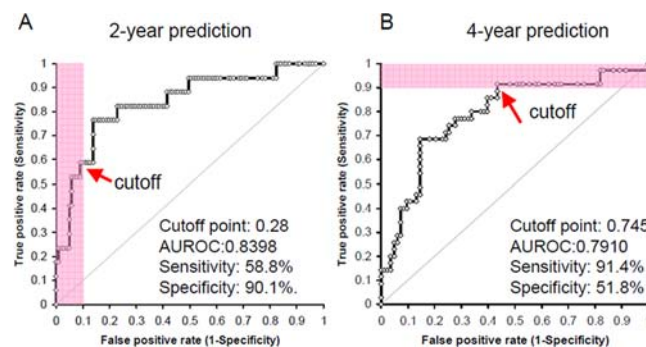 A
2-year prediction
True positive rate (Sensitivity)
1
0.9
0.8
0.7
0.6
0.5
0.4
0.3
0.2
0.1
0
cutoff
Cutoff point: 0.28
AUROC:0.8398
Sensitivity: 58.8%
Specificity: 90.1%.
0 0.1 0.2 0.3 0.4 0.5 0.6 0.7 0.8 0.9 1
False positive rate (1-Specificity)
B
4-year prediction
True positive rate (Sensitivity)
1
0.9
0.8
0.7
0.6
0.5
0.4
0.3
0.2
0.1
0
cutoff
Cutoff point: 0.745
AUROC:0.7910
Sensitivity: 91.4%
Specificity: 51.8%
0 0.1 0.2 0.3 0.4 0.5 0.6 0.7 0.8 0.9
False positive rate (1-Specificity)